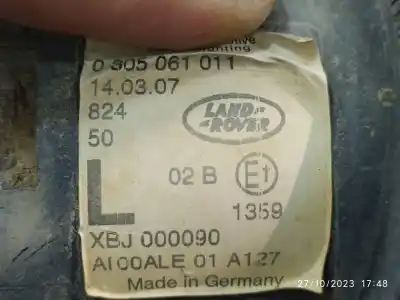 unting
0 305 061 011
14.03.07
824
50
LAND
ROVER
L
02 B
E1
1359
XBJ 000090
AI00ALE 01 A127
Made in Germany
27/10/2023 17:48